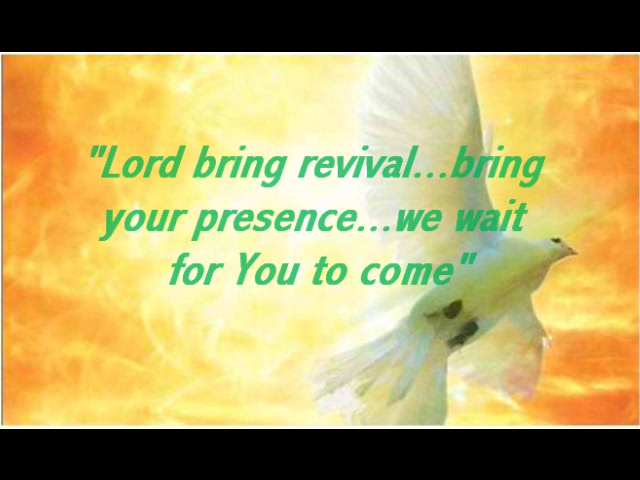 "Lord bring revival...bring
your presence...we wait
for You to come"